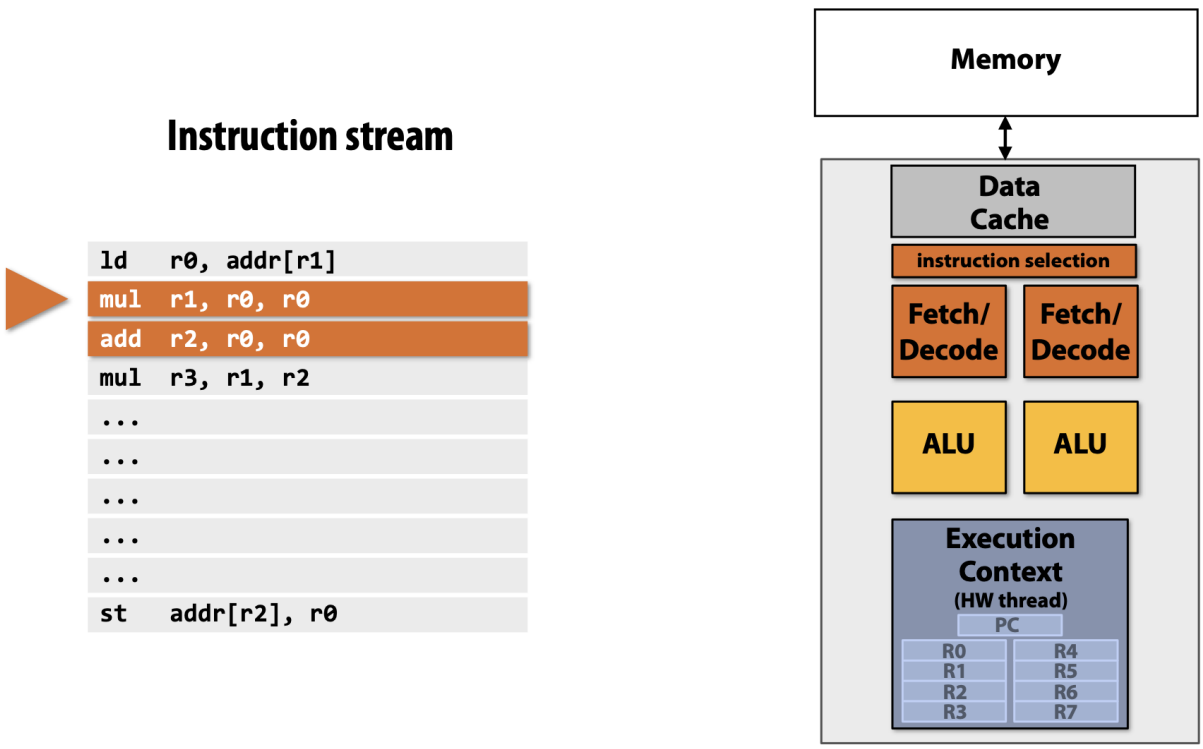 Instruction stream
ld r0, addr[r1]
mul r1, r0, r0
add r2, r0, r0
mul r3, r1, r2
...
...
...
...
...
st addr[r2], r0
Memory
Data
Cache
instruction selection
Fetch/
Decode
Fetch/
Decode
ALU
ALU
Execution
Context
(HW thread)
PC
R0
R1
R2
R3
R4
R5
R6
R7